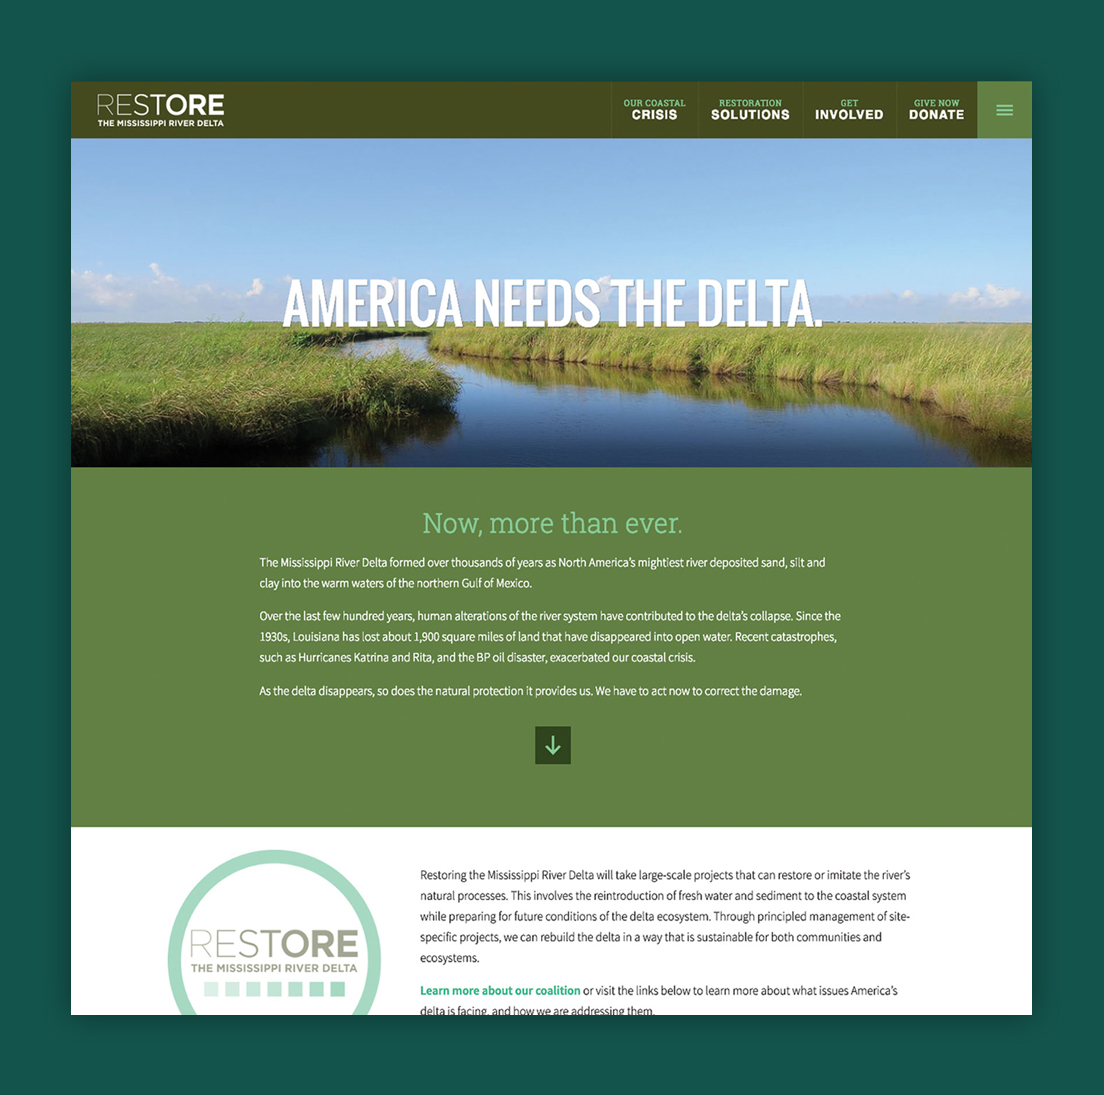 RESTORE
THE MISSISSIPPI RIVER DELTA
OUR COASTAL
CRISIS
RESTORATION
SOLUTIONS
GET
INVOLVED
GIVE NOW
DONATE
AMERICA NEEDS THE DELTA.
Now, more than ever.
The Mississippi River Delta formed over thousands of years as North America's mightiest river deposited sand, silt and
clay into the warm waters of the northern Gulf of Mexico.
Over the last few hundred years, human alterations of the river system have contributed to the delta's collapse. Since the
1930s, Louisiana has lost about 1,900 square miles of land that have disappeared into open water. Recent catastrophes,
such as Hurricanes Katrina and Rita, and the BP oil disaster, exacerbated our coastal crisis.
As the delta disappears, so does the natural protection it provides us. We have to act now to correct the damage.
RESTORE
THE MISSISSIPPI RIVER DELTA
Restoring the Mississippi River Delta will take large-scale projects that can restore or imitate the river's
natural processes. This involves the reintroduction of fresh water and sediment to the coastal system
while preparing for future conditions of the delta ecosystem. Through principled management of site-
specific projects, we can rebuild the delta in a way that is sustainable for both communities and
ecosystems.
Learn more about our coalition or visit the links below to learn more about what issues America's
delta is facing, and how we are addressing them.